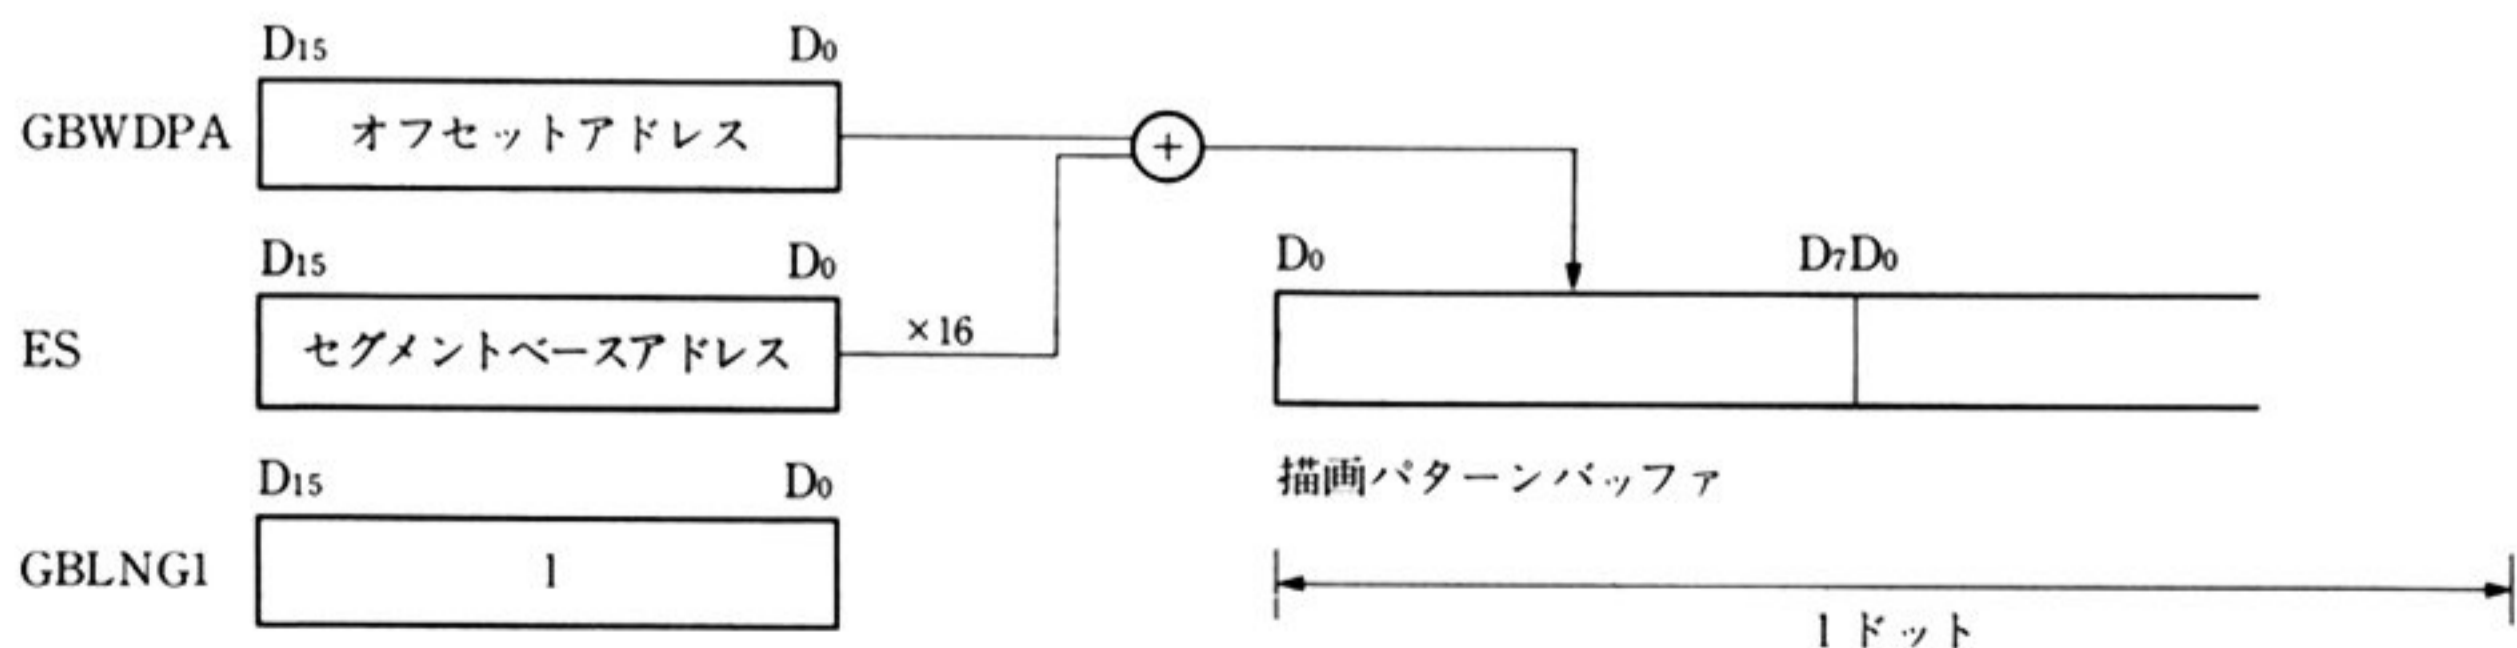 D15 D0
GBWDPA オフセットアドレス +
D15 D0
D0 D7D0
ES セグメントベースアドレス ×16
D15 D0
描画パターンバッファ
GBLNG1 1
1ドット